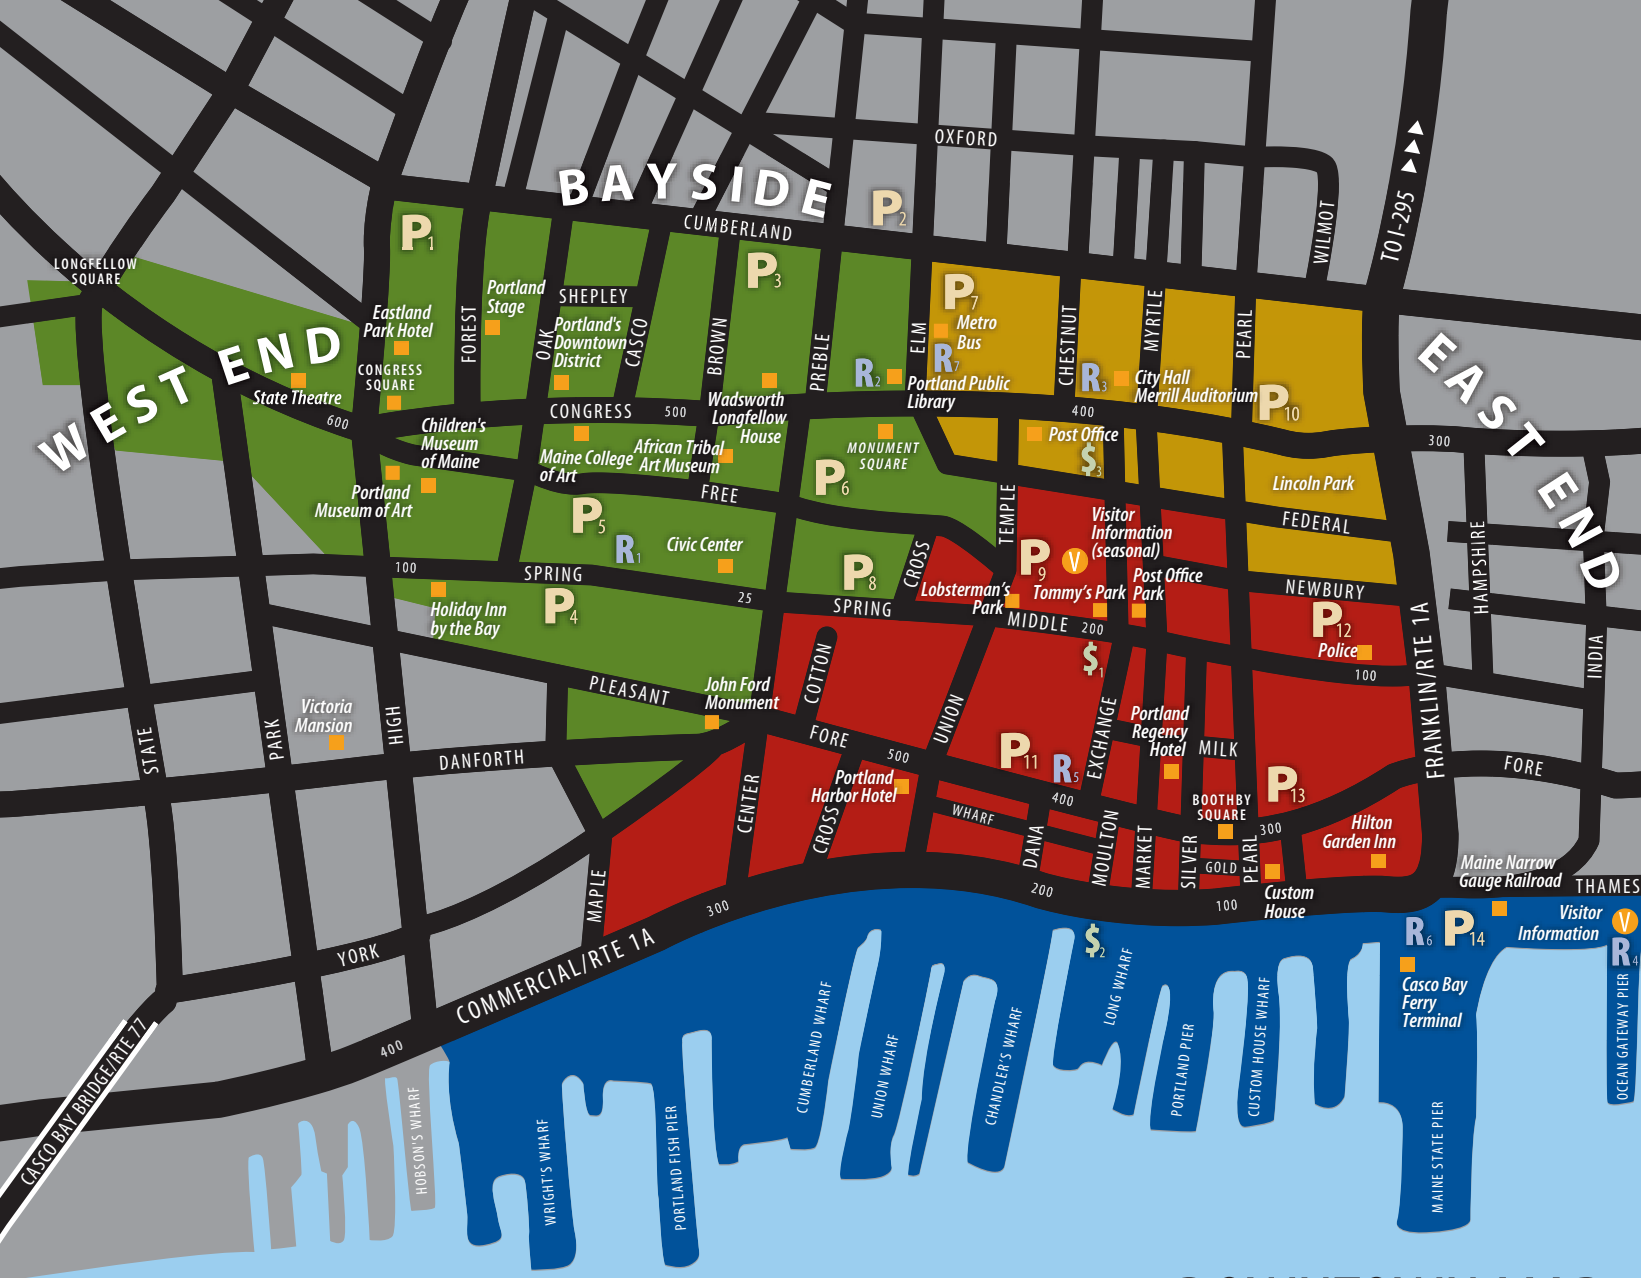 OXFORD
BAYSIDE
TO I-295
WILMOT
P1
P2
CUMBERLAND
LONGFELLOW
SQUARE
P3
P7
Portland
Stage
SHEPLEY
Eastland
Park Hotel
FOREST
OAK
Portland's
Downtown
District
CASCO
BROWN
PREBLE
ELM
Metro
Bus
R7
CHESTNUT
MYRTLE
PEARL
WEST END
EAST END
State Theatre
CONGRESS
SQUARE
R2
Portland Public
Library
R3
City Hall
Merrill Auditorium
P10
Wadsworth
Longfellow
House
CONGRESS
500
400
300
600
Children's
Museum
of Maine
Maine College
of Art
African Tribal
Art Museum
MONUMENT
SQUARE
Post Office
$3
Lincoln Park
Portland
Museum of Art
FREE
P6
P5
R1
Civic Center
TEMPLE
Visitor
Information
(seasonal)
V
FEDERAL
HAMPSHIRE
100
SPRING
25
P8
CROSS
P9
Lobsterman's
Park
Tommy's Park
Post Office
Park
NEWBURY
Holiday Inn
by the Bay
P4
SPRING
MIDDLE
200
P12
Police
100
FRANKLIN/RTE 1A
INDIA
$1
PLEASANT
John Ford
Monument
COTTON
UNION
EXCHANGE
Victoria
Mansion
STATE
PARK
HIGH
DANFORTH
FORE
500
P11
R5
400
Portland
Regency
Hotel
MILK
P13
FORE
Portland
Harbor Hotel
CENTER
CROSS
WHARF
DANA
MOULTON
MARKET
SILVER
BOOTHBY
SQUARE
300
GOLD
PEARL
Hilton
Garden Inn
Maine Narrow
Gauge Railroad
THAMES
MAPLE
YORK
COMMERCIAL/RTE 1A
400
300
200
100
Custom
House
$2
R6
P14
Visitor
Information
V
R4
Casco Bay
Ferry
Terminal
CASCO BAY BRIDGE/RTE 77
HOBSON'S WHARF
WRIGHT'S WHARF
PORTLAND FISH PIER
CUMBERLAND WHARF
UNION WHARF
CHANDLER'S WHARF
LONG WHARF
PORTLAND PIER
CUSTOM HOUSE WHARF
MAINE STATE PIER
OCEAN GATEWAY PIER